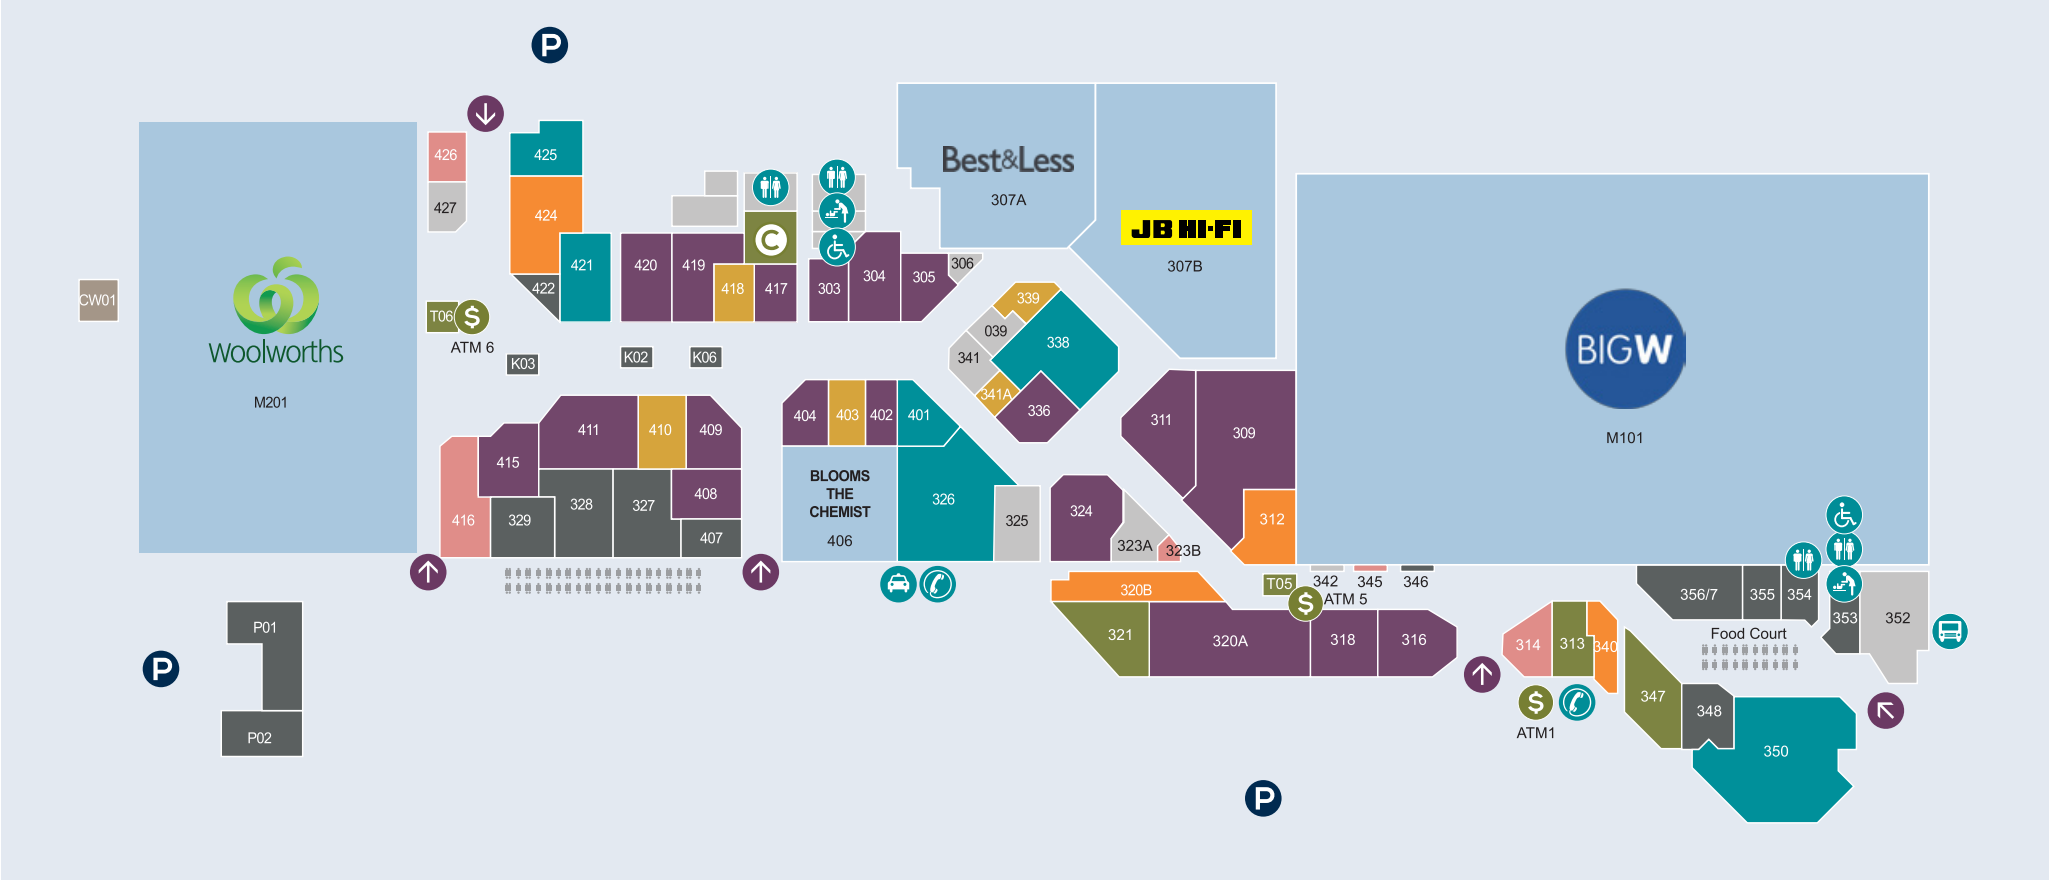 P
426
425
427
424
421
422
420
419
418
417
C
303
304
305
306
Best&Less
307A
JB HI-FI
307B
CW01
Woolworths
M201
T06
$
ATM 6
K03
K02
K06
339
039
338
341
341A
336
311
309
312
BIGW
M101
404
403
402
401
411
410
409
415
408
416
329
328
327
407
BLOOMS
THE
CHEMIST
406
326
325
324
323A
323B
320B
T05
342
345
346
$
ATM 5
321
320A
318
316
314
313
340
$
ATM1
356/7
355
354
353
352
Food Court
347
348
350
P01
P
P02
P